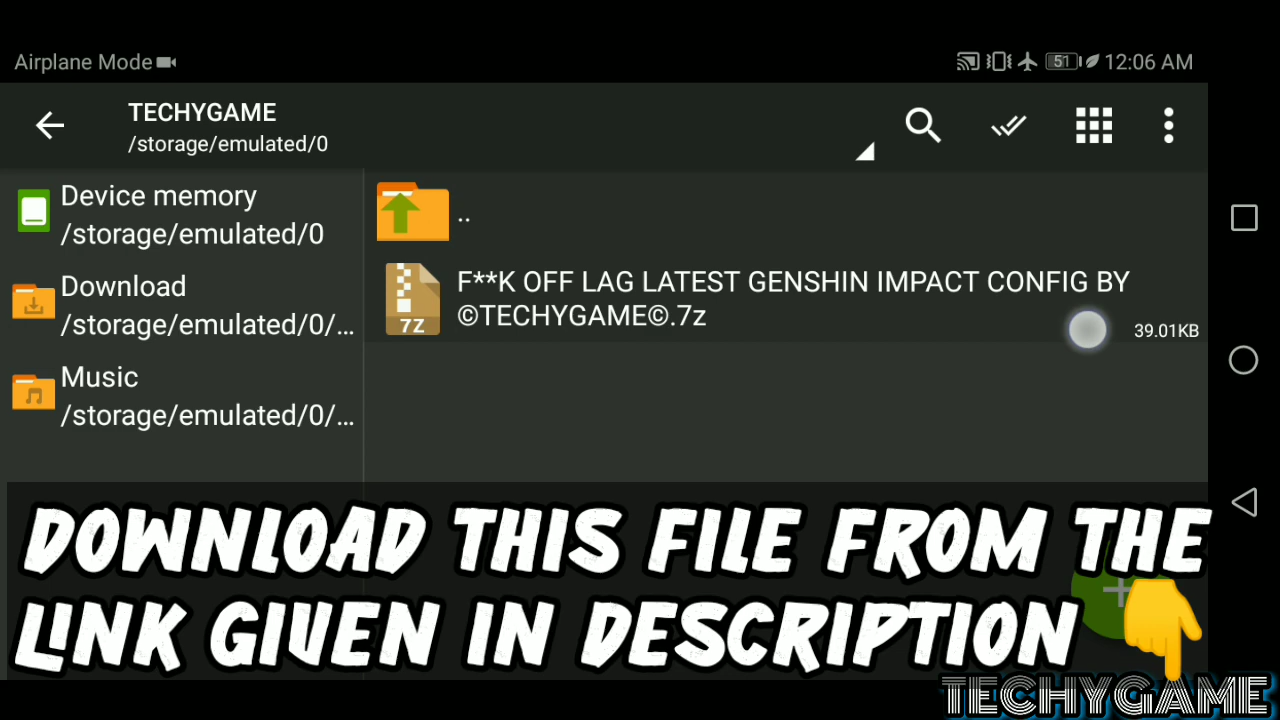 Airplane Mode 51 12:06 AM
TECHYGAME
/storage/emulated/0
Device memory
/storage/emulated/0
Download
/storage/emulated/0/...
Music
/storage/emulated/0/...
..
F**K OFF LAG LATEST GENSHIN IMPACT CONFIG BY
©TECHYGAME©.7z
7Z
39.01KB
DOWNLOAD THIS FILE FROM THE
LINK GIVEN IN DESCRIPTION
TECHYGAME